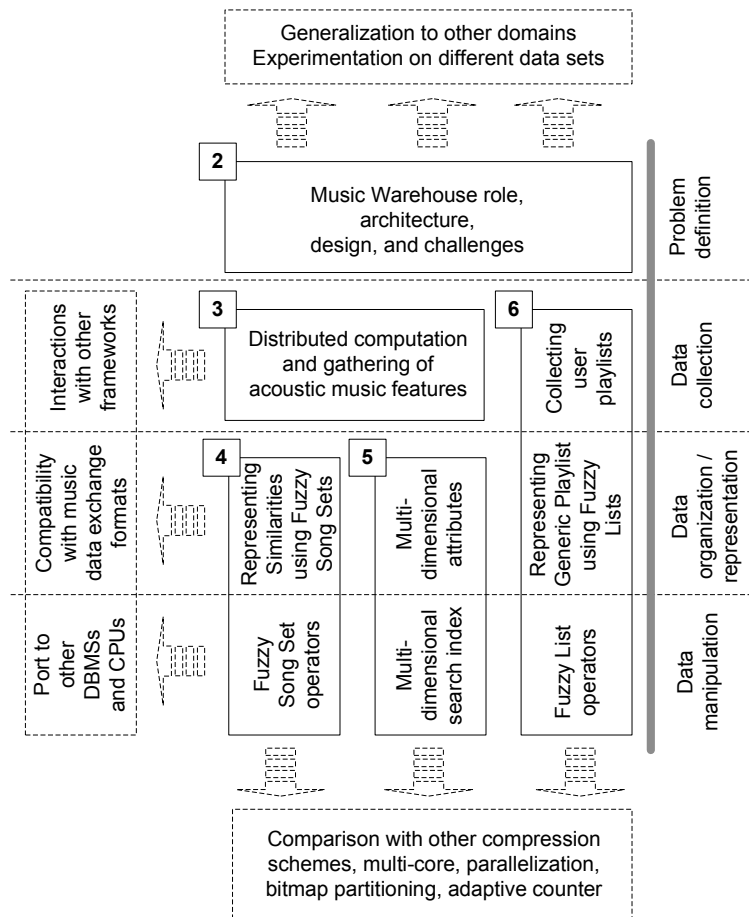 Generalization to other domains
Experimentation on different data sets
2
Music Warehouse role,
architecture,
design, and challenges
Problem
definition
Interactions
with other
frameworks
3
Distributed computation
and gathering of
acoustic music features
6
Collecting
user
playlists
Data
collection
Compatibility
with music
data exchange
formats
4
Representing
Similarities
using Fuzzy
Song Sets
5
Multi-
dimensional
attributes
Representing
Generic Playlist
using Fuzzy
Lists
Data
organization /
representation
Port to
other
DBMSs
and CPUs
Fuzzy
Song Set
operators
Multi-
dimensional
search index
Fuzzy List
operators
Data
manipulation
Comparison with other compression
schemes, multi-core, parallelization,
bitmap partitioning, adaptive counter